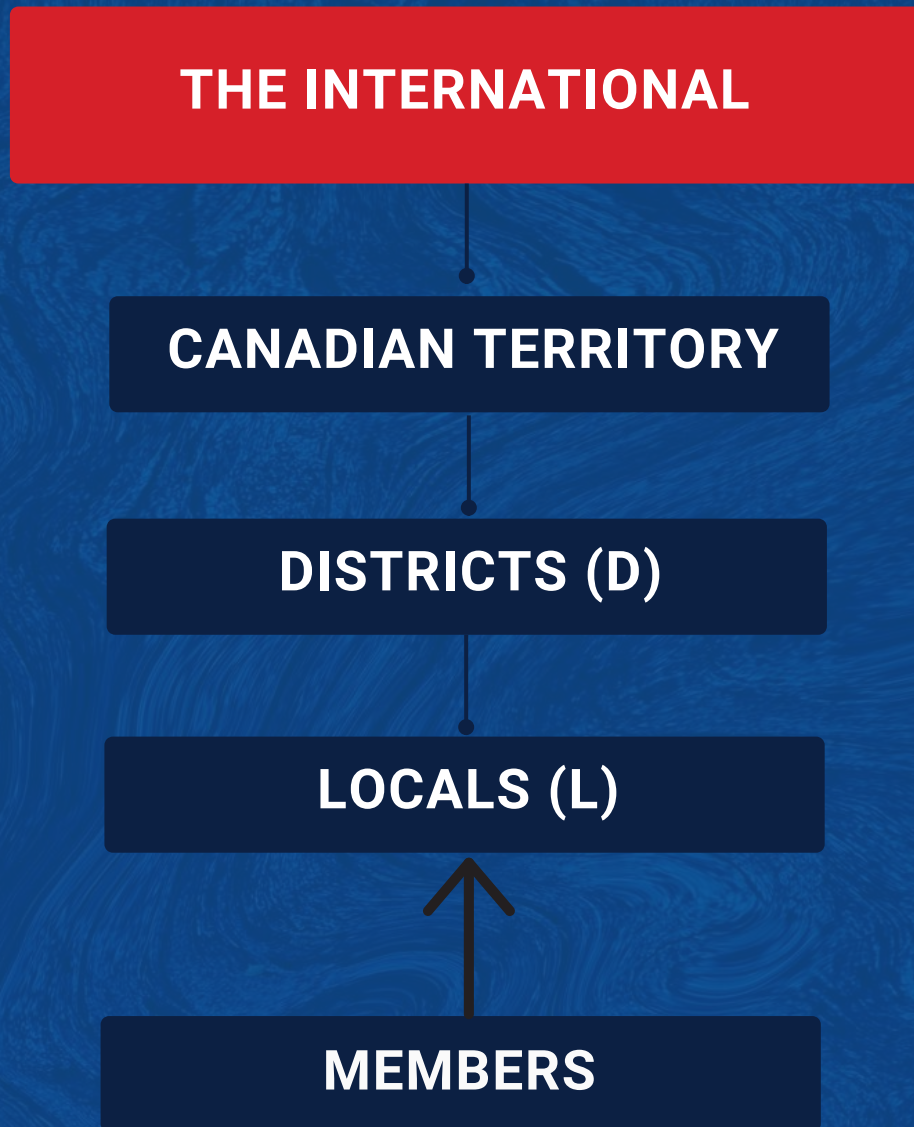 THE INTERNATIONAL
CANADIAN TERRITORY
DISTRICTS (D)
LOCALS (L)
MEMBERS